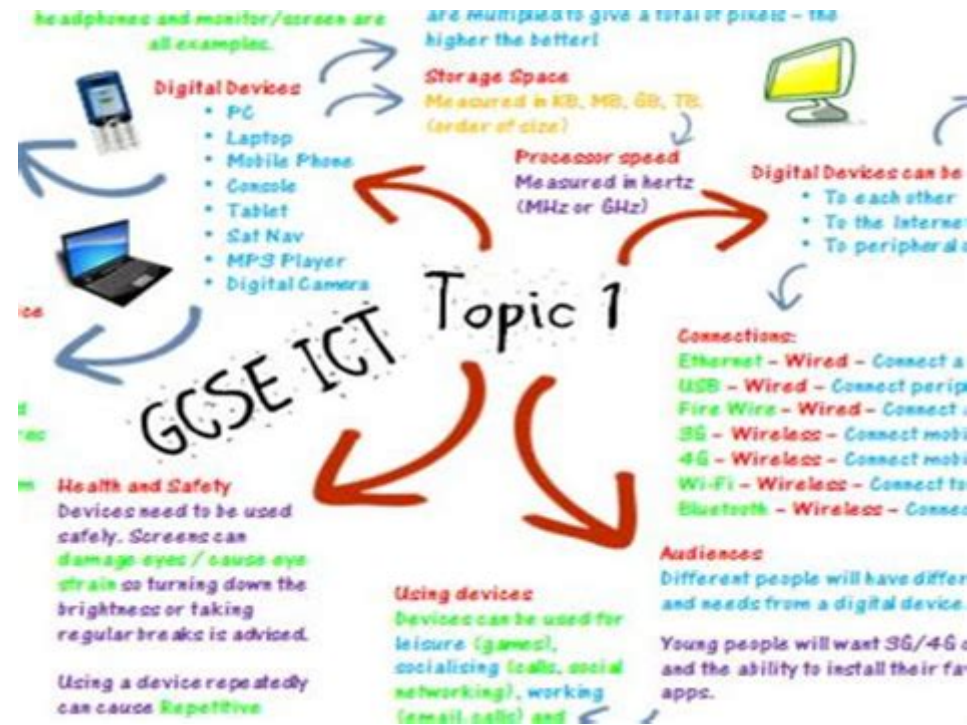 headphones and monitor/screen are
all examples.
are multiplied to give a total of pixels – the
higher the better!
Digital Devices
• PC
• Laptop
• Mobile Phone
• Console
• Tablet
• Sat Nav
• MP3 Player
• Digital Camera
Storage Space
Measured in KB, MB, GB, TB.
(order of size)
Processor speed
Measured in hertz
(MHz or GHz)
Digital Devices can be
• To each other
• To the Internet
• To peripheral
GCSE ICT Topic 1
Connections:
Ethernet – Wired – Connect a
USB – Wired – Connect
Fire Wire – Wired – Connect
3G – Wireless – Connect
4G – Wireless – Connect
Wi-Fi – Wireless – Connect to
Bluetooth – Wireless –
Health and Safety
Devices need to be used
safely. Screens can
damage eyes / cause eye
strain so turning down the
brightness or taking
regular breaks is advised.
Using a device repeatedly
can cause Repetitive
Using devices
Devices can be used for
leisure (games),
socialising (calls, social
networking), working
(email, calls) and
Audiences
Different people will have
and needs from a digital device.
Young people will want 3G/4G
and the ability to install their
apps.